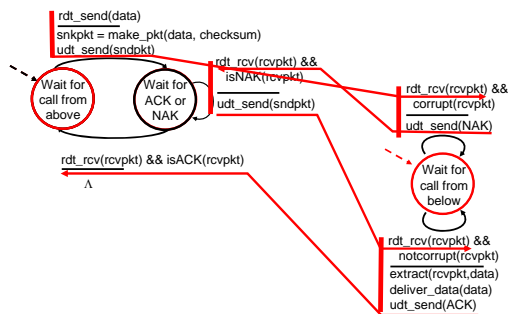 rdt_send(data)
snkpkt = make_pkt(data, checksum)
udt_send(sndpkt)
Wait for
call from
above
Wait for
ACK or
NAK
rdt_rcv(rcvpkt) &&
isNAK(rcvpkt)
udt_send(sndpkt)
rdt_rcv(rcvpkt) && isACK(rcvpkt)
Λ
rdt_rcv(rcvpkt) &&
corrupt(rcvpkt)
udt_send(NAK)
Wait for
call from
below
rdt_rcv(rcvpkt) &&
notcorrupt(rcvpkt)
extract(rcvpkt,data)
deliver_data(data)
udt_send(ACK)